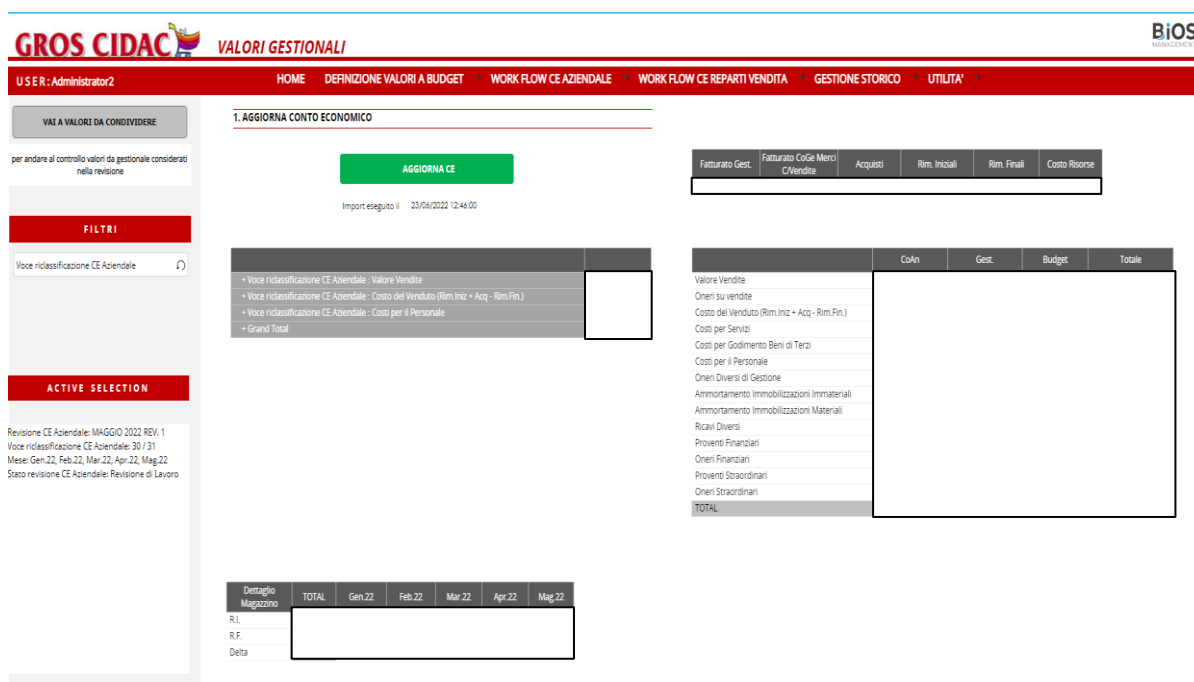 GROS CIDAC
VALORI GESTIONALI
BiOS
MANAGEMENT
USER: Administrator2
HOME DEFINIZIONE VALORI A BUDGET WORK FLOW CE AZIENDALE WORK FLOW CE REPARTI VENDITA GESTIONE STORICO UTILITA'
VAI A VALORI DA CONDIVIDERE
per andare al controllo valori da gestionale considerati
nella revisione
FILTRI
Voce riclassificazione CE Aziendale
ACTIVE SELECTION
Revisione CE Aziendale: MAGGIO 2022 REV. 1
Voce riclassificazione CE Aziendale: 30 / 31
Mese: Gen.22, Feb.22, Mar.22, Apr.22, Mag.22
Stato revisione CE Aziendale: Revisione di Lavoro
1. AGGIORNA CONTO ECONOMICO
AGGIORNA CE
Import eseguito il 23/06/2022 12:46:00
Fatturato Gest. Fatturato CoGe Merci C/Vendite Acquisti Rim. Iniziali Rim. Finali Costo Risorse
+ Voce riclassificazione CE Aziendale : Valore Vendite
+ Voce riclassificazione CE Aziendale : Costo del Venduto (Rim.Iniz + Acq - Rim.Fin.)
+ Voce riclassificazione CE Aziendale : Costi per il Personale
+ Grand Total
CoAn Gest. Budget Totale
Valore Vendite
Oneri su vendite
Costo del Venduto (Rim.Iniz + Acq - Rim.Fin.)
Costi per Servizi
Costi per Godimento Beni di Terzi
Costi per il Personale
Oneri Diversi di Gestione
Ammortamento Immobilizzazioni Immateriali
Ammortamento Immobilizzazioni Materiali
Ricavi Diversi
Proventi Finanziari
Oneri Finanziari
Proventi Straordinari
Oneri Straordinari
TOTAL
Dettaglio Magazzino TOTAL Gen.22 Feb.22 Mar.22 Apr.22 Mag.22
R.I.
R.F.
Delta